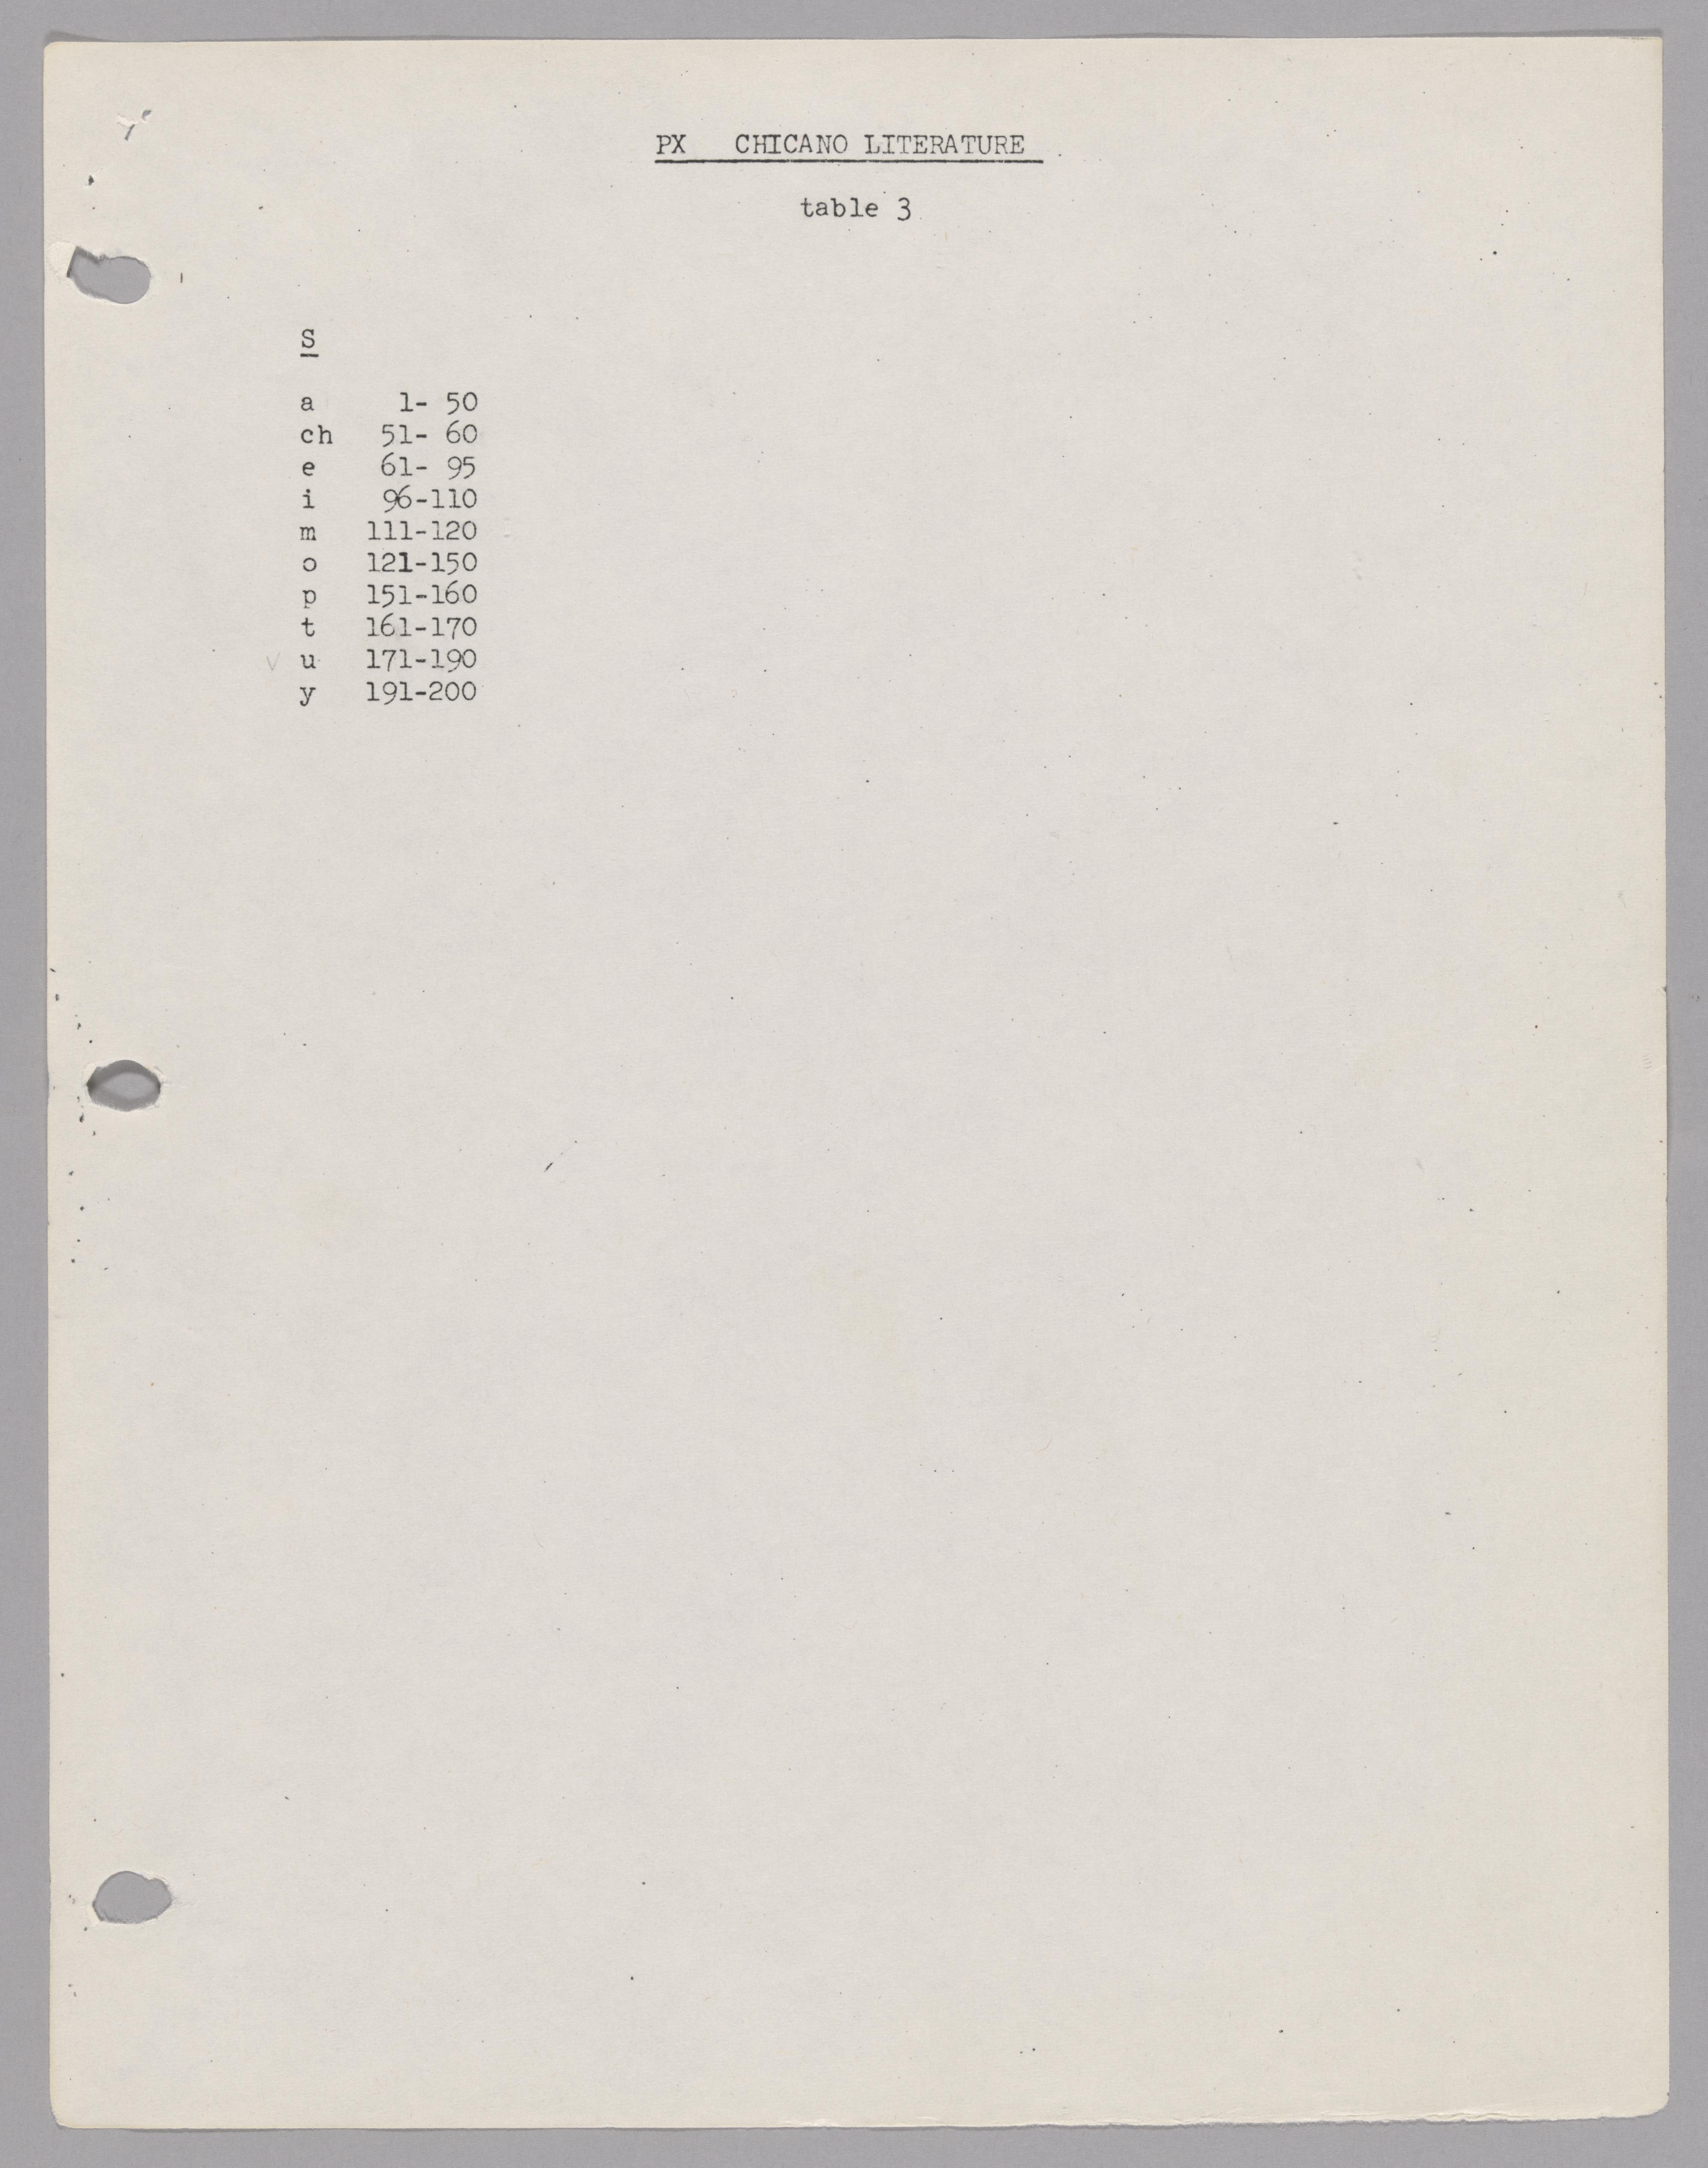 PX CHICANO LITERATURE
table 3
S
a 1- 50
ch 51- 60
e 61- 95
i 96-110
m 111-120
o 121-150
p 151-160
t 161-170
u 171-190
y 191-200